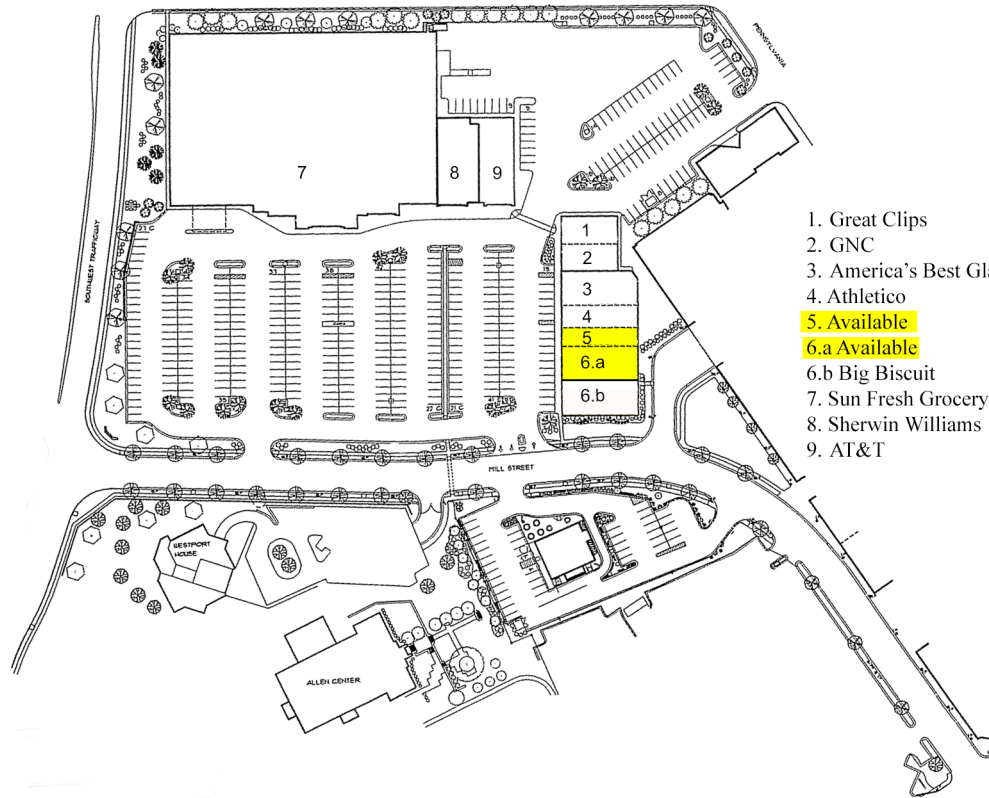 PENNSYLVANIA
7
8
9
SOUTHWEST TRAFFICWAY
1
2
3
4
5
6.a
6.b
1. Great Clips
2. GNC
3. America's Best Gla
4. Athletico
5. Available
6.a Available
6.b Big Biscuit
7. Sun Fresh Grocery
8. Sherwin Williams
9. AT&T
MILL STREET
WESTPORT
HOUSE
ALLEN CENTER